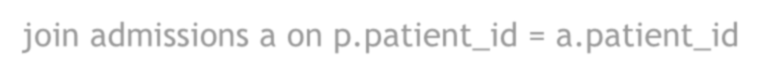 join admissions a on p.patient_id = a.patient_id